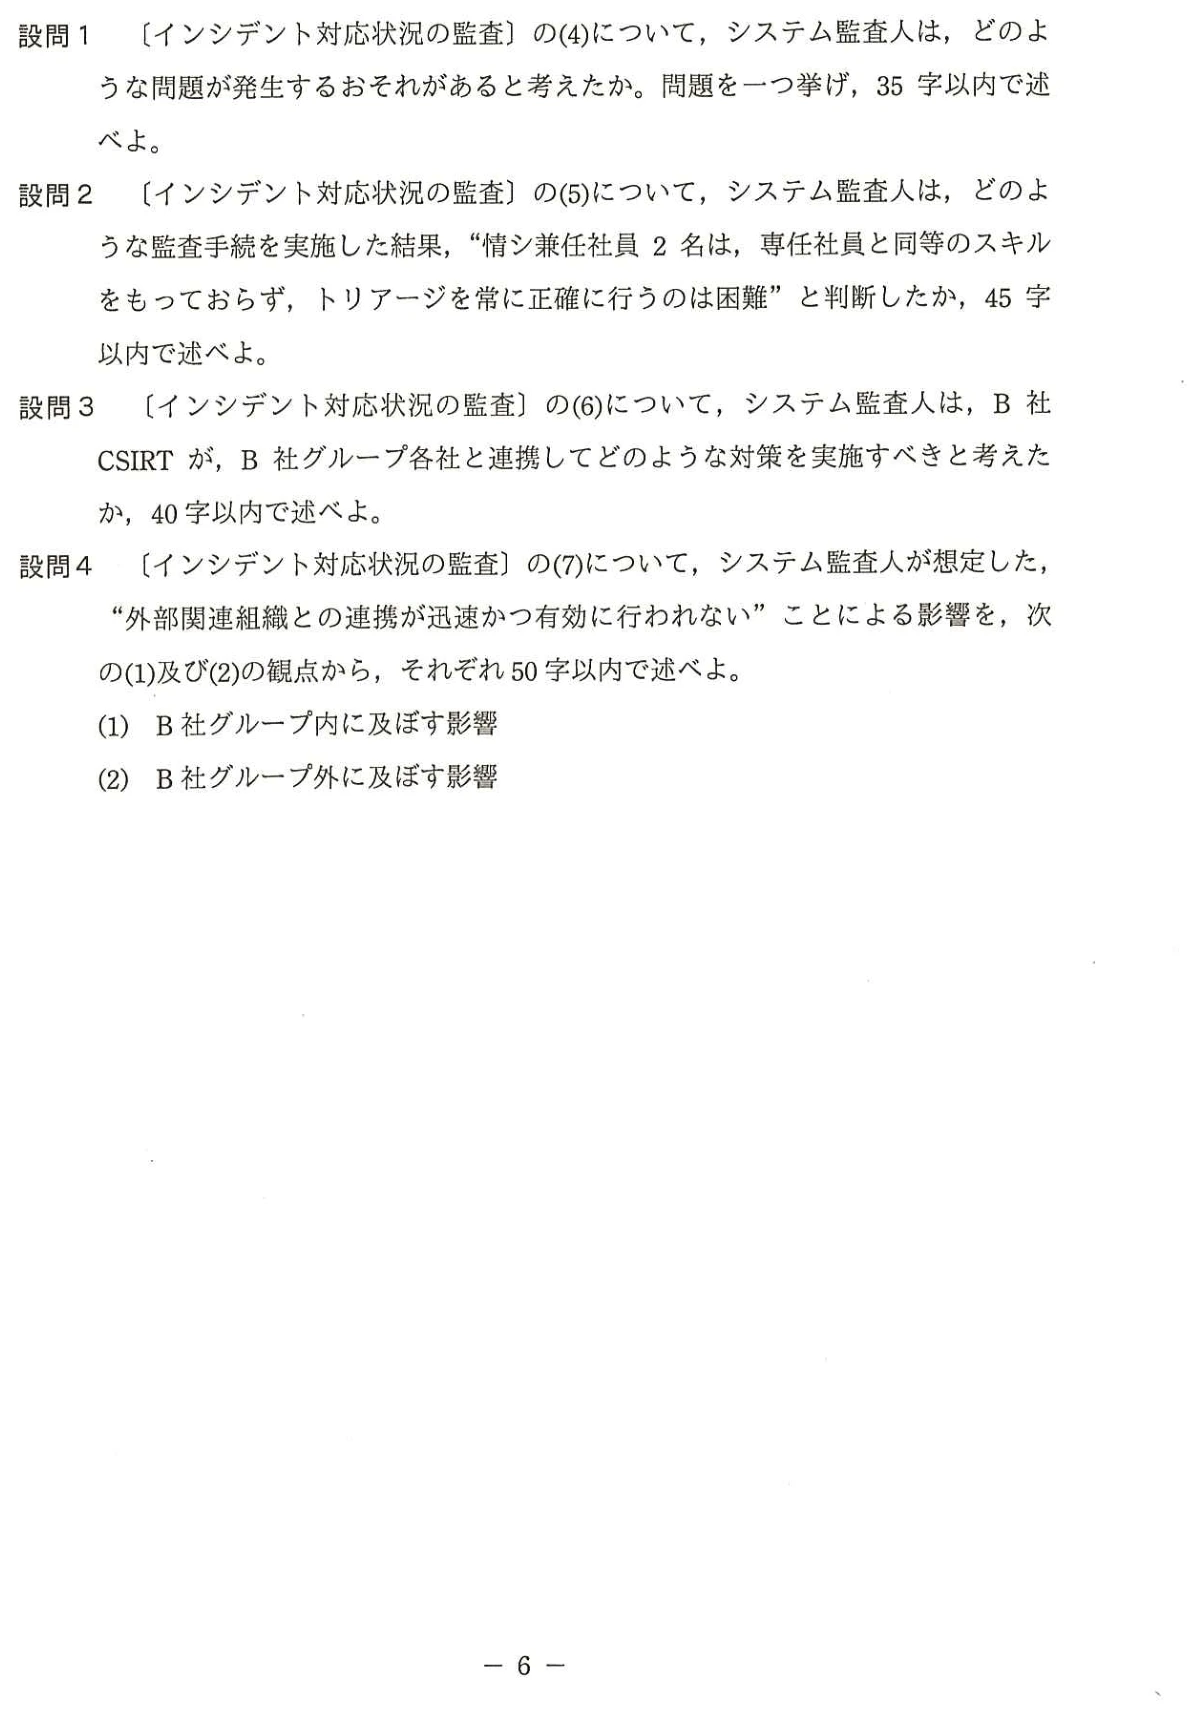 設問1 〔インシデント対応状況の監査〕の(4)について，システム監査人は，どのよ
うな問題が発生するおそれがあると考えたか。問題を一つ挙げ，35 字以内で述
べよ。
設問2 〔インシデント対応状況の監査〕の(5)について，システム監査人は，どのよ
うな監査手続を実施した結果，“情シ兼任社員 2 名は，専任社員と同等のスキル
をもっておらず，トリアージを常に正確に行うのは困難”と判断したか，45 字
以内で述べよ。
設問3 〔インシデント対応状況の監査〕の(6)について，システム監査人は，B 社
CSIRT が，B 社グループ各社と連携してどのような対策を実施すべきと考えた
か，40 字以内で述べよ。
設問4 〔インシデント対応状況の監査〕の(7)について，システム監査人が想定した，
“外部関連組織との連携が迅速かつ有効に行われない”ことによる影響を，次
の(1)及び(2)の観点から，それぞれ 50 字以内で述べよ。
(1) B 社グループ内に及ぼす影響
(2) B 社グループ外に及ぼす影響
－ 6 －